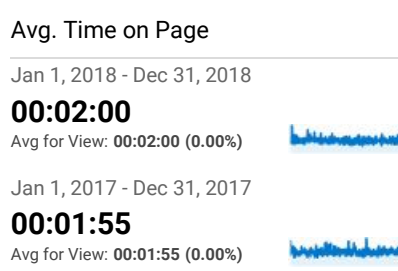 Avg. Time on Page
Jan 1, 2018 - Dec 31, 2018
00:02:00
Avg for View: 00:02:00 (0.00%)
Jan 1, 2017 - Dec 31, 2017
00:01:55
Avg for View: 00:01:55 (0.00%)